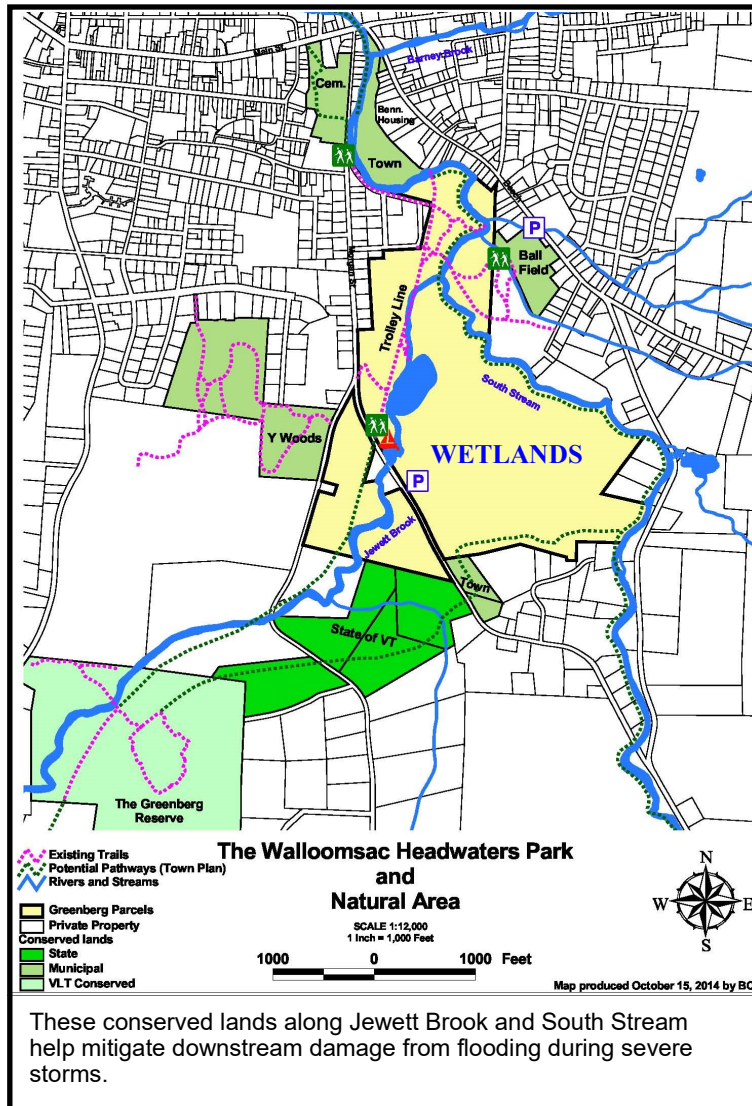 Main St.
Barney Brook
Cem.
Benn.
Housing
Town
Beech
P
Ball
Field
Morgan St
Trolley Line
South Stream
Y Woods
WETLANDS
P
Jewett Brook
Town
State of VT
The Greenberg
Reserve
Existing Trails
Potential Pathways (Town Plan)
Rivers and Streams
Greenberg Parcels
Private Property
Conserved lands
State
Municipal
VLT Conserved
The Walloomsac Headwaters Park
and
Natural Area
SCALE 1:12,000
1 Inch = 1,000 Feet
1000 0 1000 Feet
N
W E
S
Map produced October 15, 2014 by BC
These conserved lands along Jewett Brook and South Stream
help mitigate downstream damage from flooding during severe
storms.